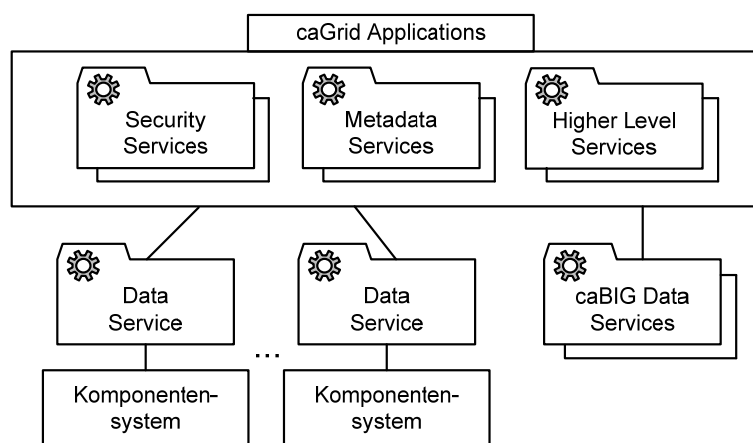 caGrid Applications
Security
Services
Metadata
Services
Higher Level
Services
Data
Service
Data
Service
caBIG Data
Services
...
Komponenten-
system
Komponenten-
system